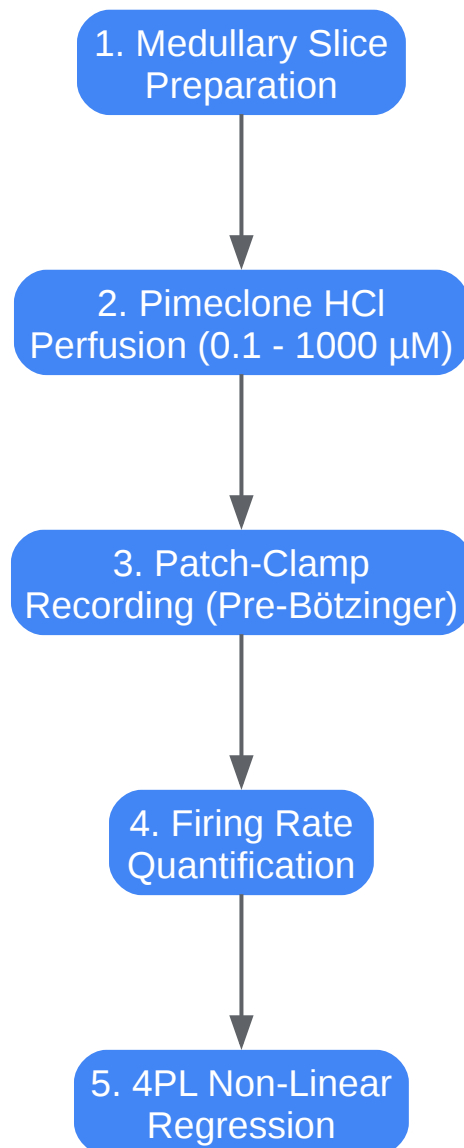 1. Medullary Slice
Preparation
2. Pimeclone HCl
Perfusion (0.1 - 1000 µM)
3. Patch-Clamp
Recording (Pre-Bötzinger)
4. Firing Rate
Quantification
5. 4PL Non-Linear
Regression